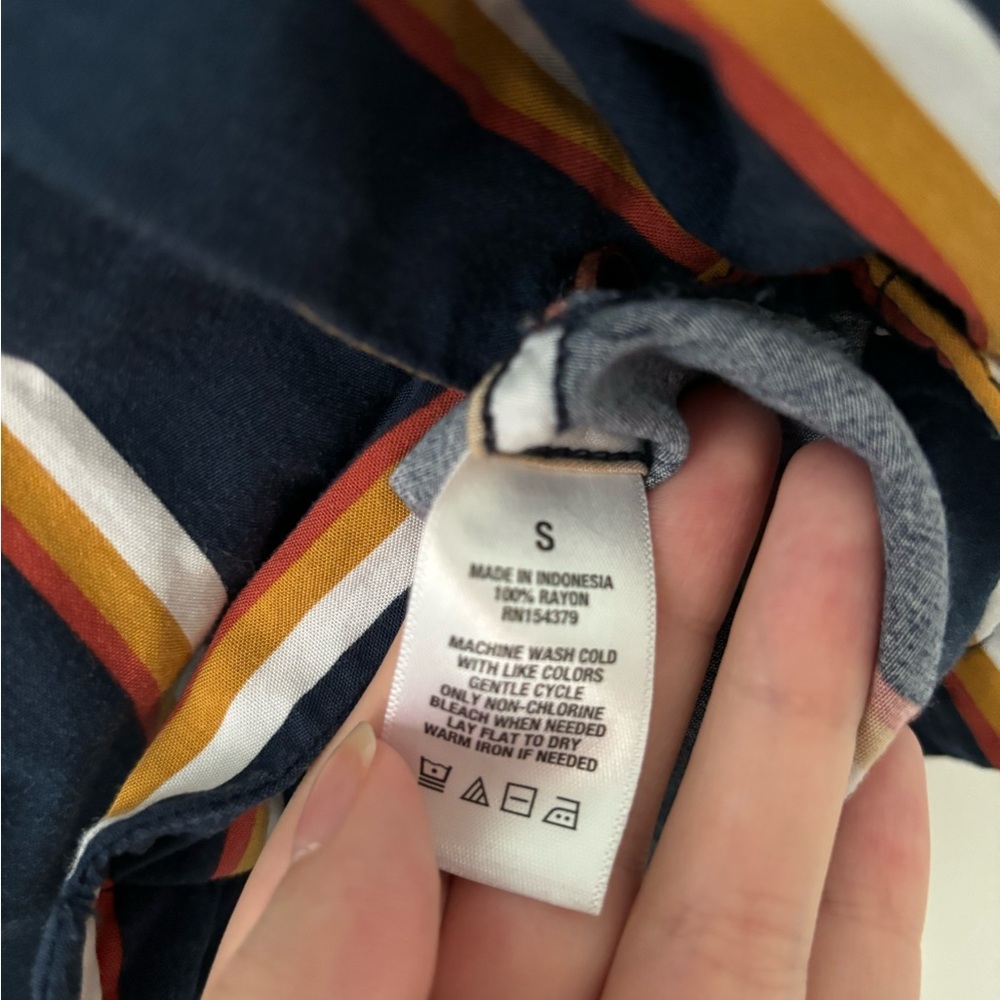 S
MADE IN INDONESIA
100% RAYON
RN154379
MACHINE WASH COLD
WITH LIKE COLORS
GENTLE CYCLE
ONLY NON-CHLORINE
BLEACH WHEN NEEDED
LAY FLAT TO DRY
WARM IRON IF NEEDED